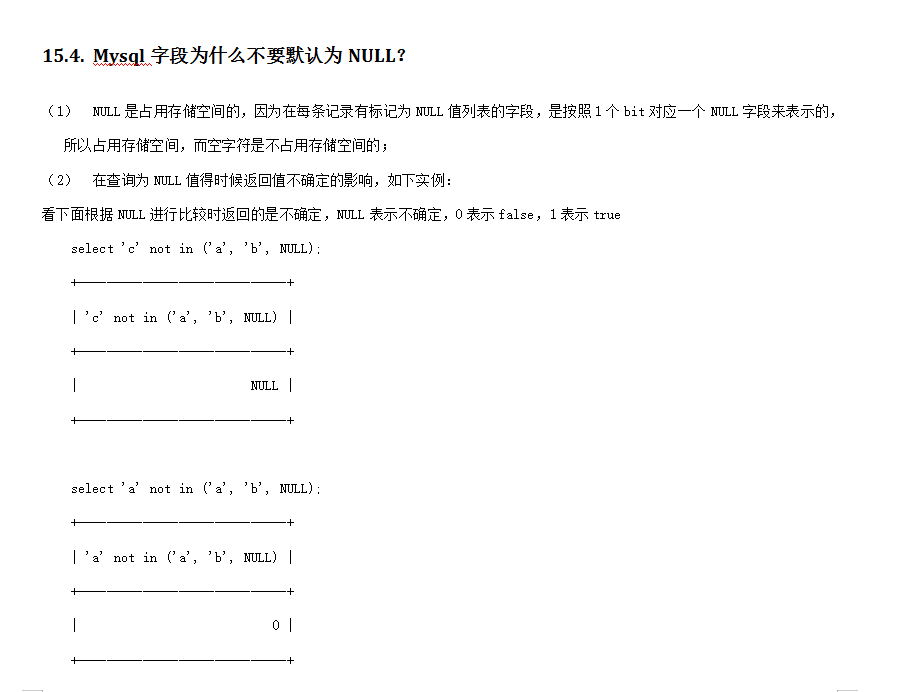 15.4. Mysql 字段为什么不要默认为 NULL?
（1） NULL 是占用存储空间的，因为在每条记录有标记为 NULL 值列表的字段，是按照 1 个 bit 对应一个 NULL 字段来表示的，
所以占用存储空间，而空字符是不占用存储空间的；
（2） 在查询为 NULL 值得时候返回值不确定的影响，如下实例：
看下面根据 NULL 进行比较时返回的是不确定，NULL 表示不确定，0 表示 false，1 表示 true
select 'c' not in ('a', 'b', NULL);
+—————————————+
| 'c' not in ('a', 'b', NULL) |
+—————————————+
| NULL |
+—————————————+
select 'a' not in ('a', 'b', NULL);
+—————————————+
| 'a' not in ('a', 'b', NULL) |
+—————————————+
| 0 |
+—————————————+